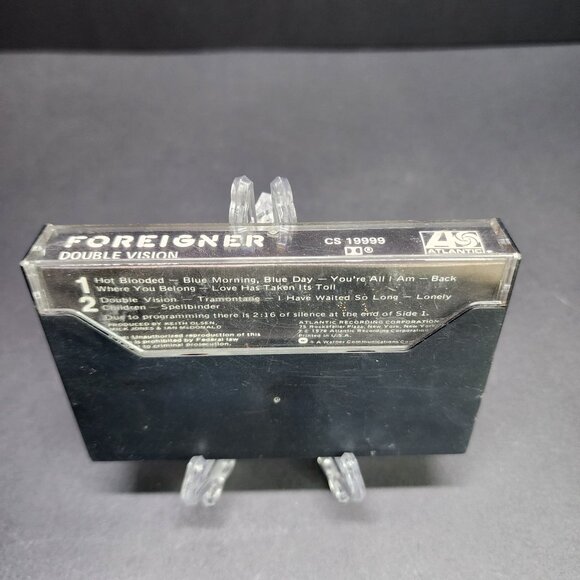 FOREIGNER
DOUBLE VISION
CS 19999
ATLANTIC
1 Hot Blooded — Blue Morning, Blue Day — You're All I Am — Back
Where You Belong — Love Has Taken Its Toll
2 Double Vision — Tramontane — I Have Waited So Long — Lonely
Children — Spellbinder
Due to programming there is 2:16 of silence at the end of Side 1.
PRODUCED BY KEITH OLSEN,
MICK JONES & IAN McDONALD
Unauthorized reproduction of this
is prohibited by Federal law
to criminal prosecution.
ATLANTIC RECORDING CORPORATION
75 Rockefeller Plaza, New York, New York
1978 Atlantic Recording Corporation
Printed in U.S.A.
A Warner Communications